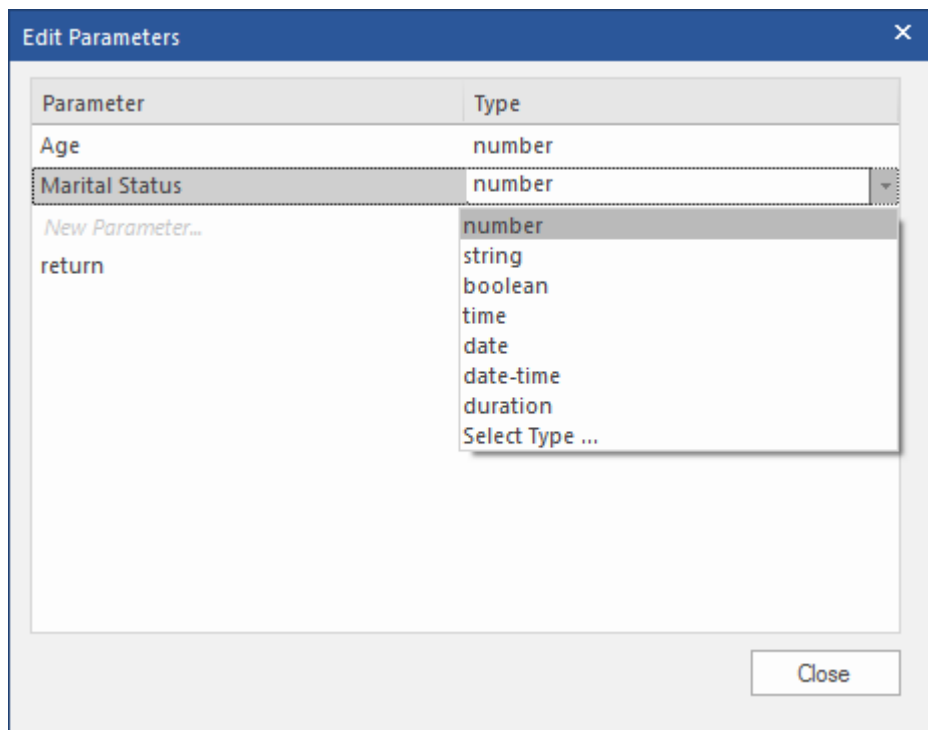 Edit Parameters
Parameter Type
Age number
Marital Status number
New Parameter... number
return string
boolean
time
date
date-time
duration
Select Type ...
Close